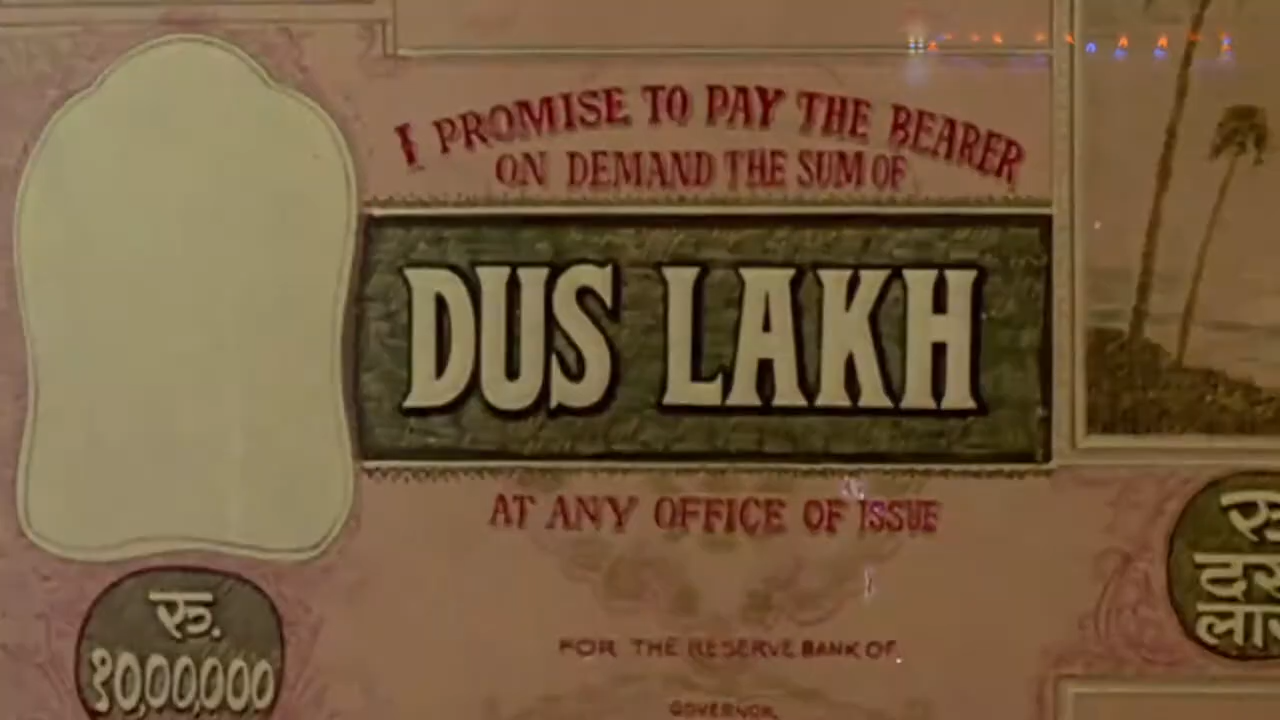 I PROMISE TO PAY THE BEARER
ON DEMAND THE SUM OF
DUS LAKH
AT ANY OFFICE OF ISSUE
रु.
१0,00,000
FOR THE RESERVE BANK OF
GOVERNOR
रु